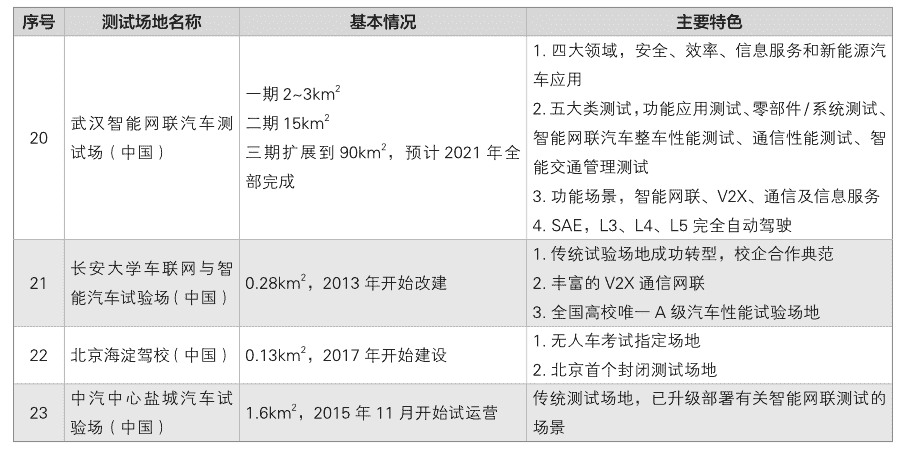 序号 测试场地名称 基本情况 主要特色
20
武汉智能网联汽车测
试场（中国）
一期 2~3km²
二期 15km²
三期扩展到 90km²，预计 2021 年全
部完成
1. 四大领域，安全、效率、信息服务和新能源汽
车应用
2. 五大类测试，功能应用测试、零部件/系统测试、
智能网联汽车整车性能测试、通信性能测试、智
能交通管理测试
3. 功能场景，智能网联、V2X、通信及信息服务
4. SAE，L3、L4、L5 完全自动驾驶
21
长安大学车联网与智
能汽车试验场（中国）
0.28km²，2013 年开始改建
1. 传统试验场地成功转型，校企合作典范
2. 丰富的 V2X 通信网联
3. 全国高校唯一 A 级汽车性能试验场地
22
北京海淀驾校（中国）
0.13km²，2017 年开始建设
1. 无人车考试指定场地
2. 北京首个封闭测试场地
23
中汽中心盐城汽车试
验场（中国）
1.6km²，2015 年 11 月开始试运营
传统测试场地，已升级部署有关智能网联测试的
场景